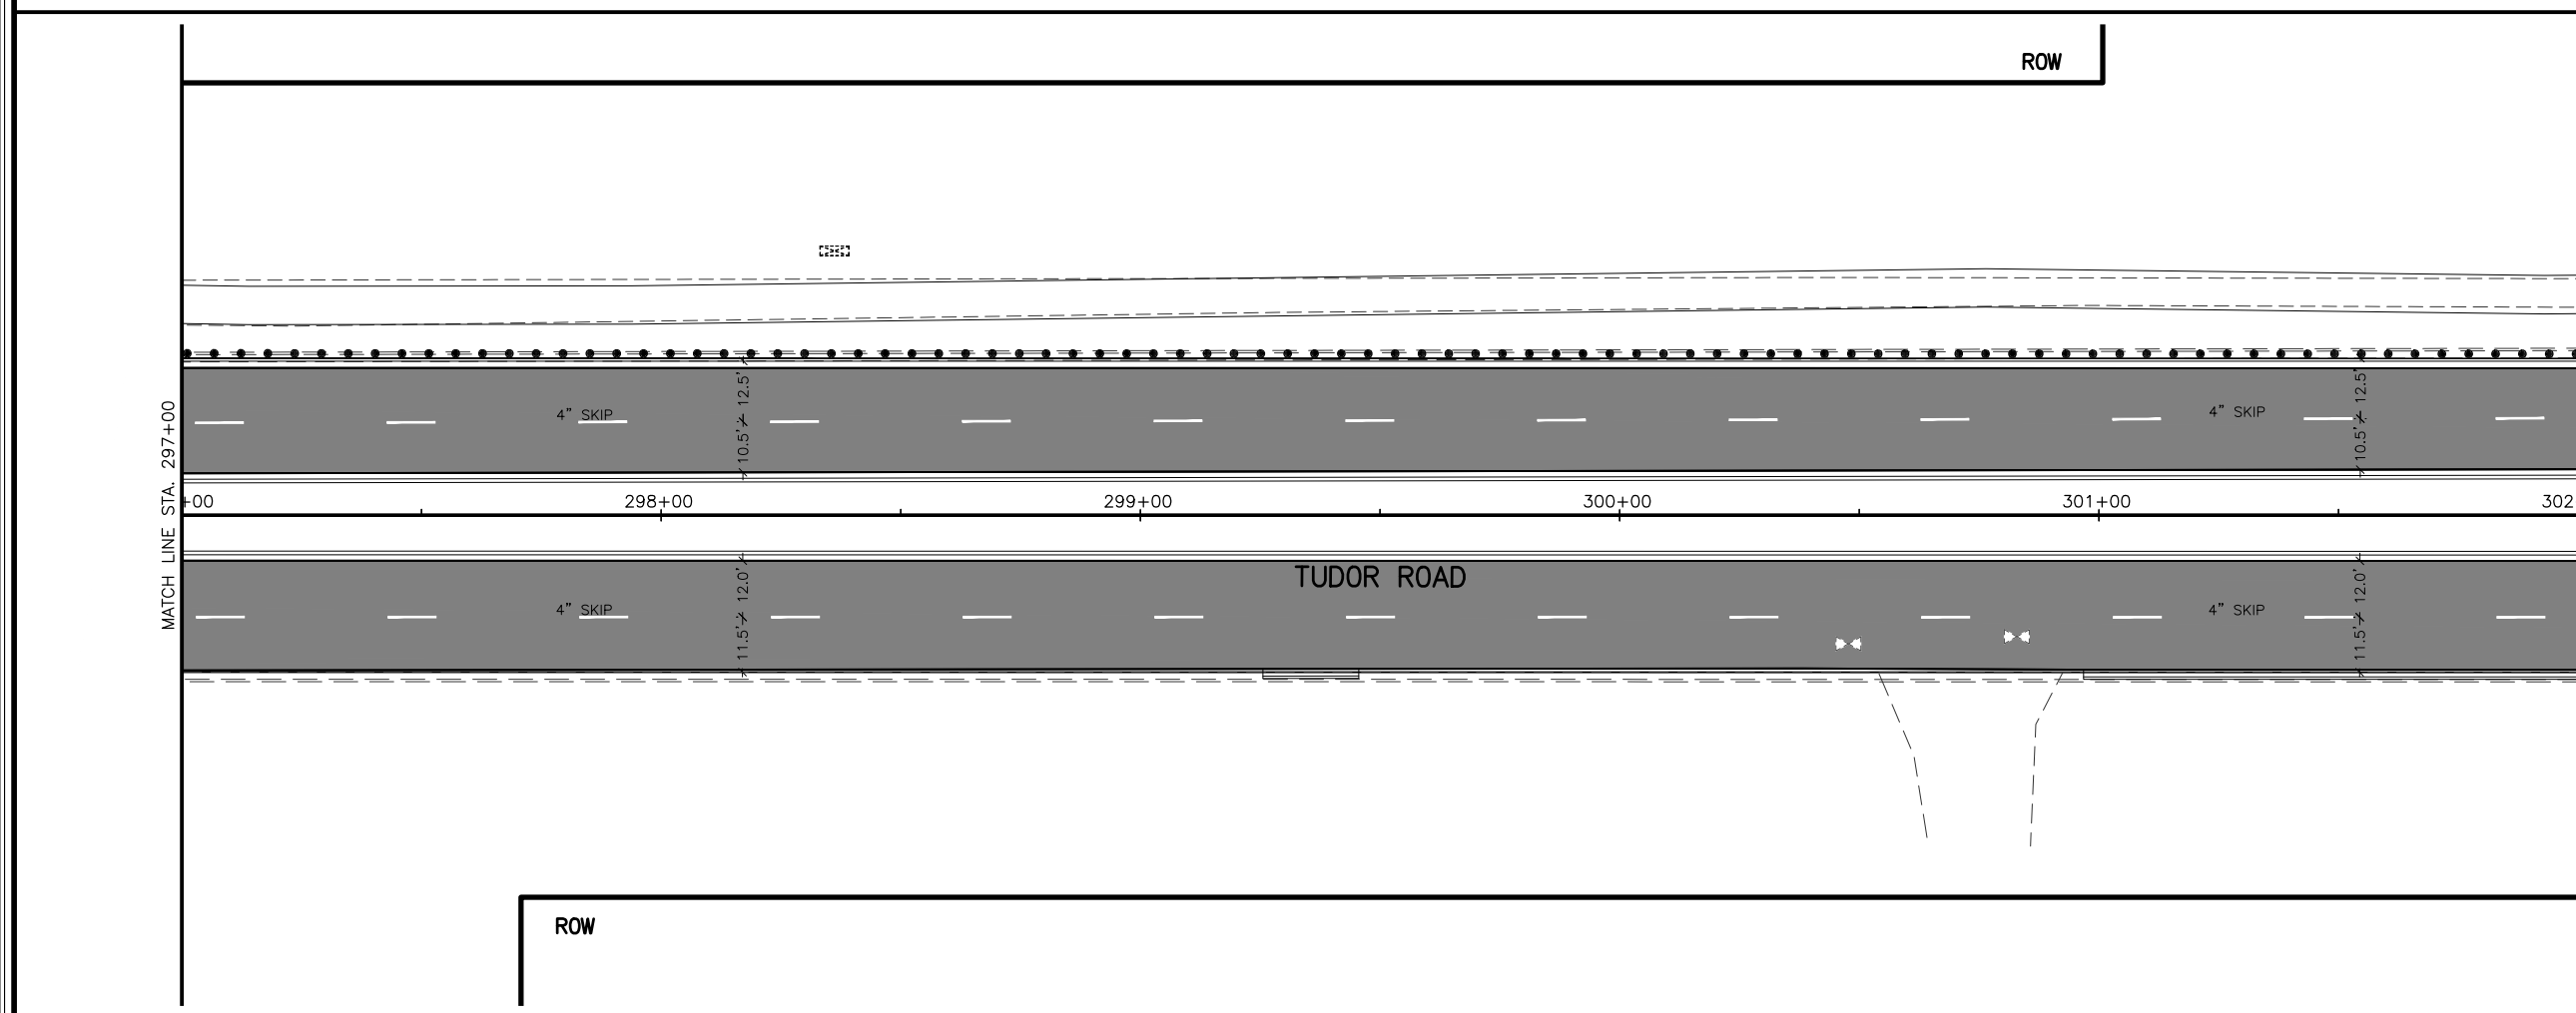 ROW
12.5'
12.5'
4" SKIP
4" SKIP
10.5'
10.5'
MATCH LINE STA. 297+00
+00
298+00
299+00
300+00
301+00
302
TUDOR ROAD
12.0'
12.0'
4" SKIP
4" SKIP
11.5'
11.5'
ROW